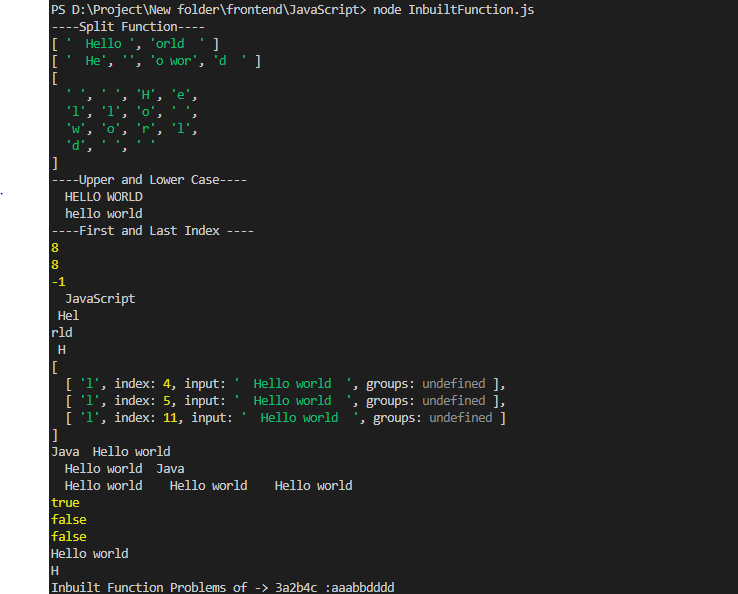 PS D:\Project\New folder\frontend\JavaScript> node InbuiltFunction.js
----Split Function----
[ '  Hello ', 'orld  ' ]
[ '  He', '', 'o wor', 'd  ' ]
[
  ' ', ' ', 'H', 'e',
  'l', 'l', 'o', ' ',
  'w', 'o', 'r', 'l',
  'd', ' ', ' '
]
----Upper and Lower Case----
  HELLO WORLD
  hello world
----First and Last Index ----
8
8
-1
  JavaScript
 Hel
rld
 H
[
  [ 'l', index: 4, input: '  Hello world  ', groups: undefined ],
  [ 'l', index: 5, input: '  Hello world  ', groups: undefined ],
  [ 'l', index: 11, input: '  Hello world  ', groups: undefined ]
]
Java  Hello world
  Hello world  Java
  Hello world    Hello world    Hello world
true
false
false
Hello world
H
Inbuilt Function Problems of -> 3a2b4c :aaabbdddd